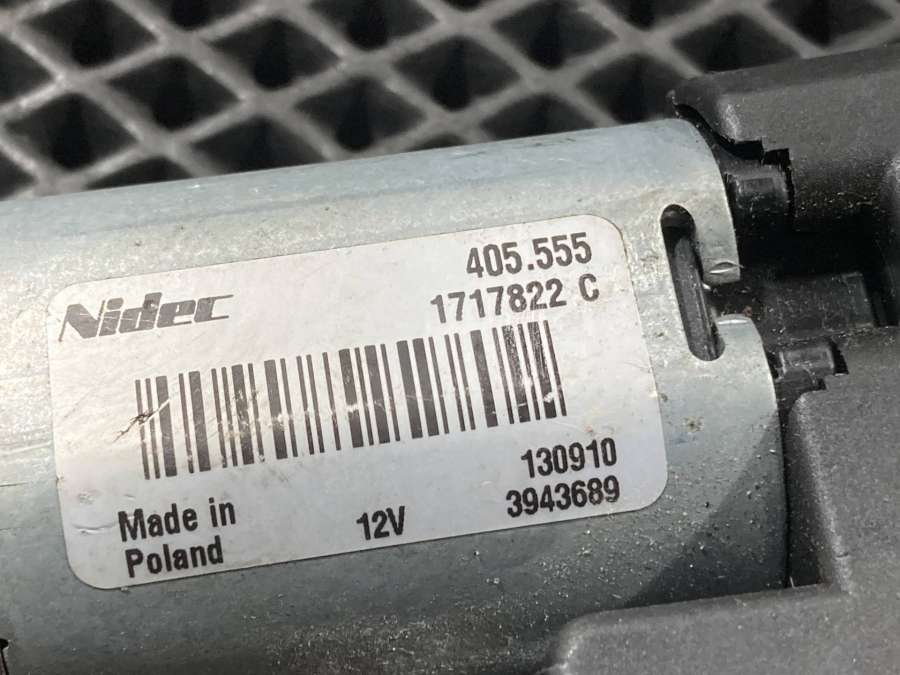 Nidec
405.555
1717822 C
130910
3943689
Made in
Poland
12V